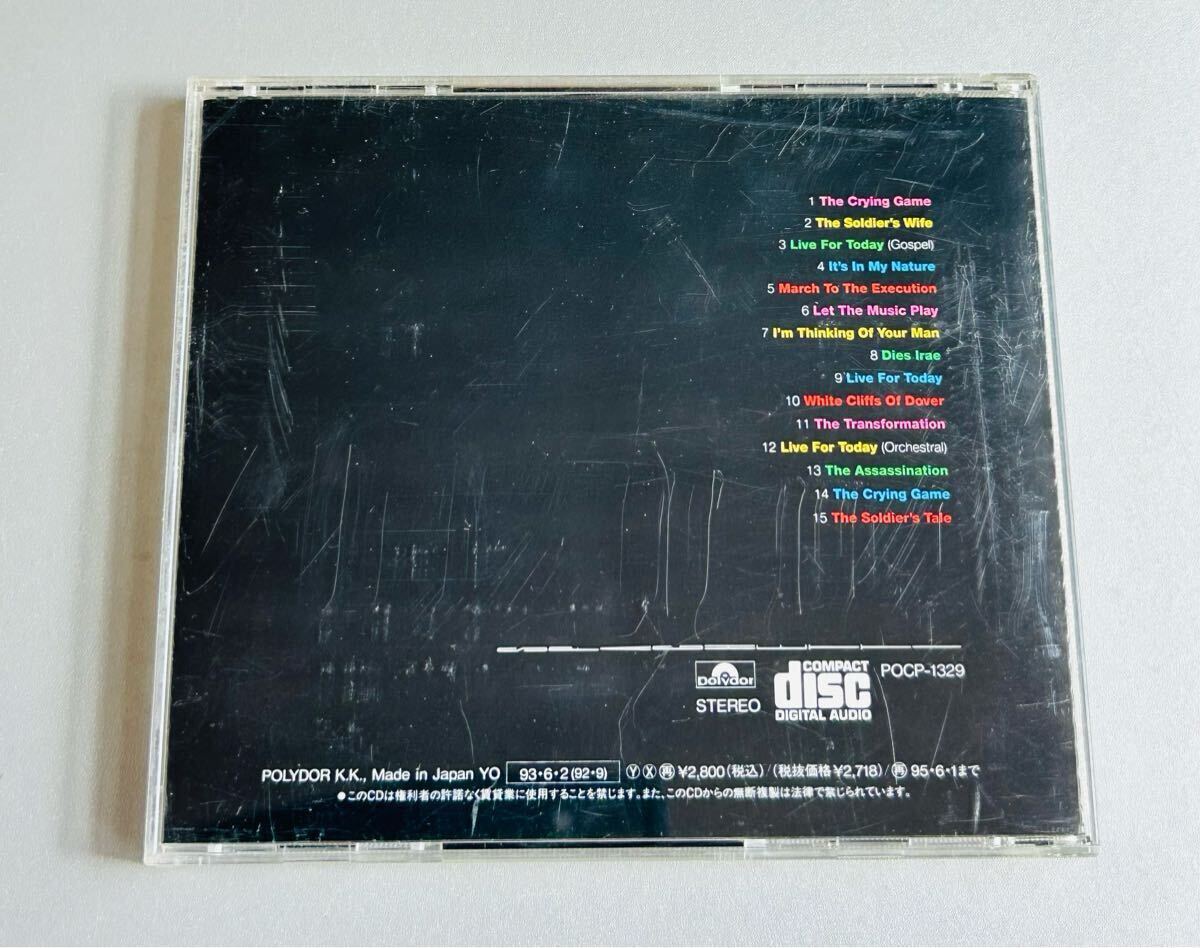 1 The Crying Game
2 The Soldier's Wife
3 Live For Today (Gospel)
4 It's In My Nature
5 March To The Execution
6 Let The Music Play
7 I'm Thinking Of Your Man
8 Dies Irae
9 Live For Today
10 White Cliffs Of Dover
11 The Transformation
12 Live For Today (Orchestral)
13 The Assassination
14 The Crying Game
15 The Soldier's Tale
Polydor
STEREO
COMPACT
disc
DIGITAL AUDIO
POCP-1329
POLYDOR K.K., Made in Japan YO 93・6・2 (92・9) Ⓨ Ⓧ ㊢ ¥2,800(税込)/(税抜価格¥2,718)/㊢ 95・6・1まで
●このCDは権利者の許諾なく賃貸業に使用することを禁じます。また、このCDからの無断複製は法律で禁じられています。